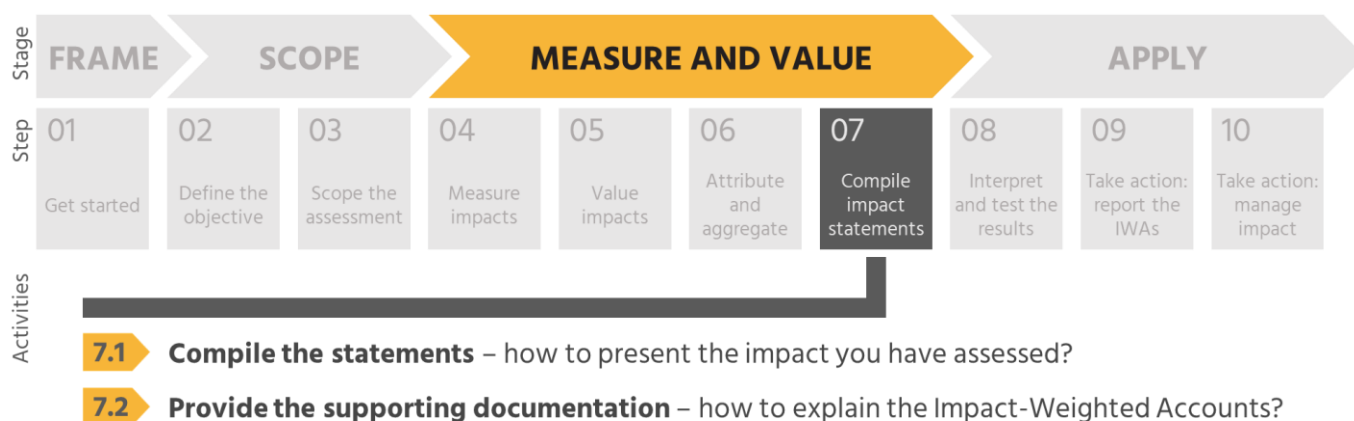 Stage
FRAME
SCOPE
MEASURE AND VALUE
APPLY
Step
01
Get started
02
Define the
objective
03
Scope the
assessment
04
Measure
impacts
05
Value
impacts
06
Attribute
and
aggregate
07
Compile
impact
statements
08
Interpret
and test the
results
09
Take action:
report the
IWAs
10
Take action:
manage
impact
Activities
7.1 Compile the statements – how to present the impact you have assessed?
7.2 Provide the supporting documentation – how to explain the Impact-Weighted Accounts?